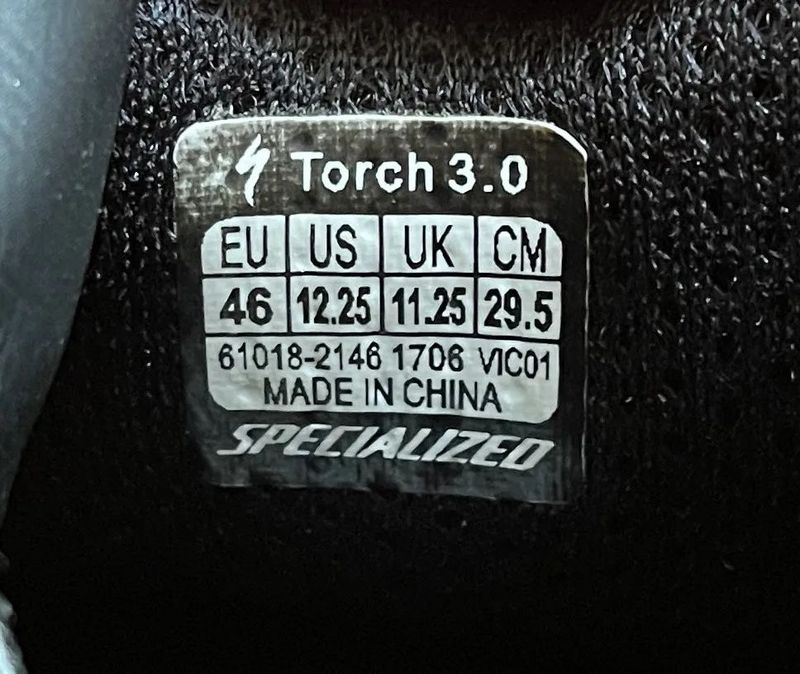 Torch 3.0
EU US UK CM
46 12.25 11.25 29.5
61018-2146 1706 VIC01
MADE IN CHINA
SPECIALIZED